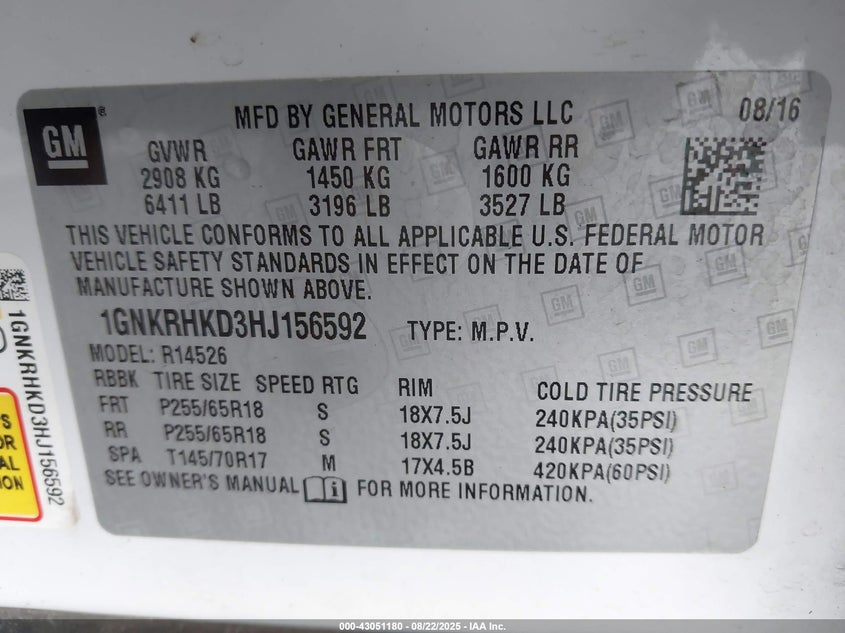 GM
®
MFD BY GENERAL MOTORS LLC
08/16
GVWR GAWR FRT GAWR RR
2908 KG 1450 KG 1600 KG
6411 LB 3196 LB 3527 LB
THIS VEHICLE CONFORMS TO ALL APPLICABLE U.S. FEDERAL MOTOR
VEHICLE SAFETY STANDARDS IN EFFECT ON THE DATE OF
MANUFACTURE SHOWN ABOVE.
1GNKRHKD3HJ156592 TYPE: M.P.V.
MODEL: R14526
RBBK TIRE SIZE SPEED RTG RIM COLD TIRE PRESSURE
FRT P255/65R18 S 18X7.5J 240KPA(35PSI)
RR P255/65R18 S 18X7.5J 240KPA(35PSI)
SPA T145/70R17 M 17X4.5B 420KPA(60PSI)
SEE OWNER'S MANUAL FOR MORE INFORMATION.
1GNKRHKD3HJ156592
000-43051180 - 08/22/2025 - IAA Inc.